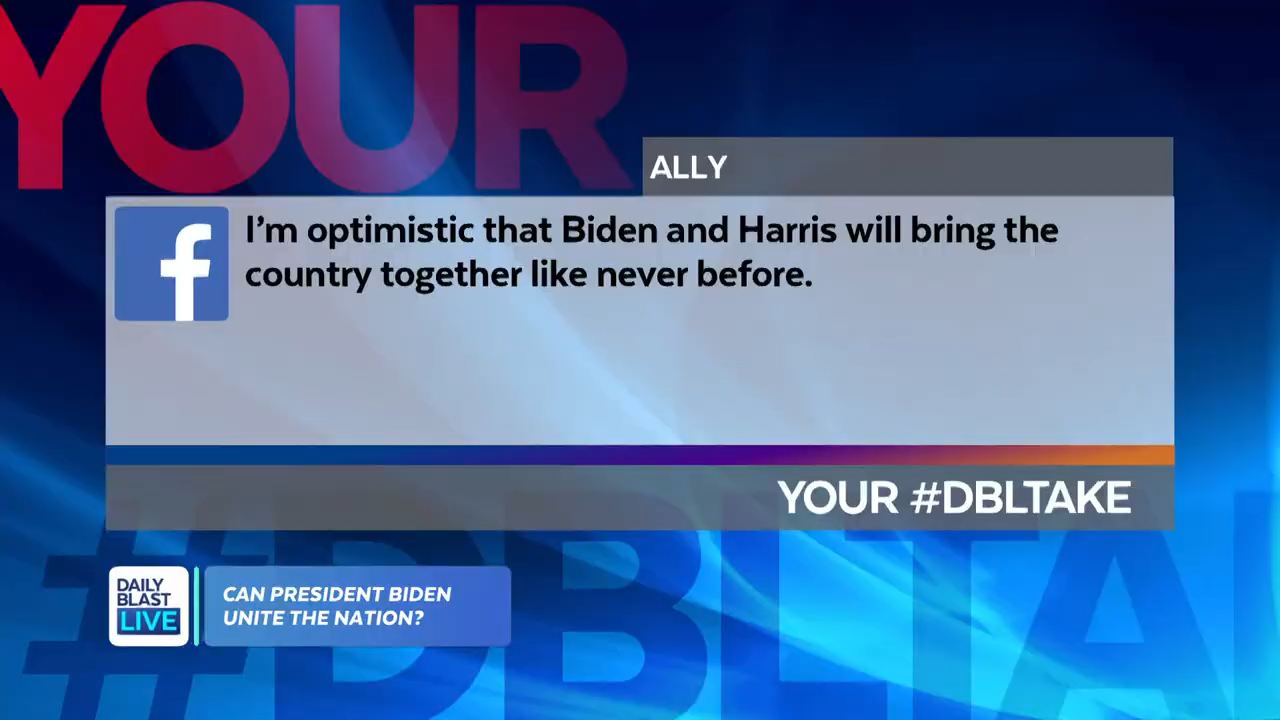 YOUR
ALLY
f
I'm optimistic that Biden and Harris will bring the
country together like never before.
YOUR #DBLTAKE
#DBLTA
DAILY
BLAST
LIVE
CAN PRESIDENT BIDEN
UNITE THE NATION?